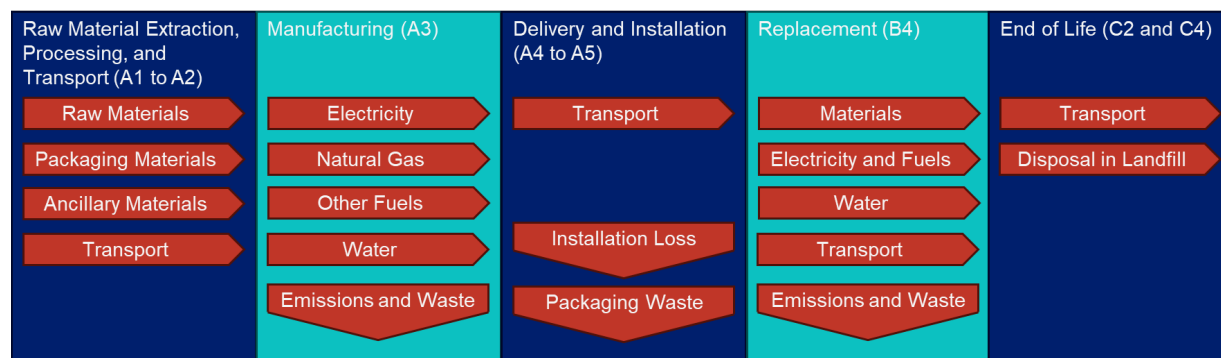 Raw Material Extraction,
Processing, and
Transport (A1 to A2)
Raw Materials
Packaging Materials
Ancillary Materials
Transport
Manufacturing (A3)
Electricity
Natural Gas
Other Fuels
Water
Emissions and Waste
Delivery and Installation
(A4 to A5)
Transport
Installation Loss
Packaging Waste
Replacement (B4)
Materials
Electricity and Fuels
Water
Transport
Emissions and Waste
End of Life (C2 and C4)
Transport
Disposal in Landfill